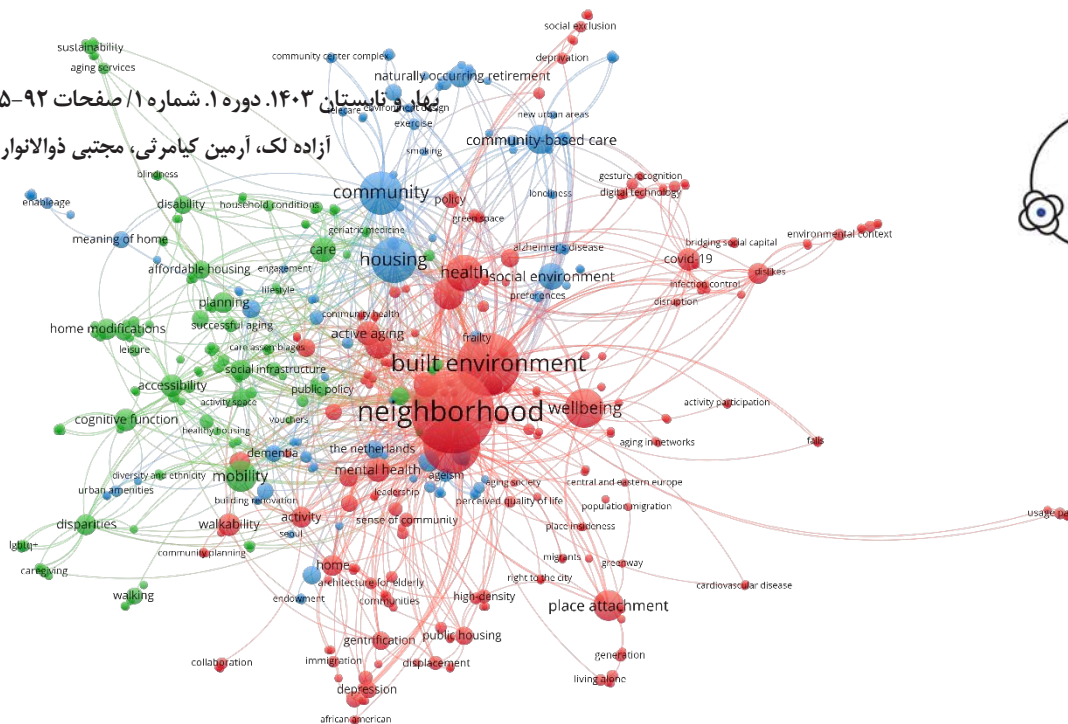 social exclusion
sustainability
community center complex
deprivation
aging services
naturally occurring retirement
بهار و تابستان ۱۴۰۳. دوره ۱. شماره ۱/ صفحات ۹۲-۵
telecare
environment design
new urban areas
exercise
آزاده لک، آرمین کیامرثی، مجتبی ذوالانوار
community-based care
smoking
blindness
gesture recognition
enableage
disability
household conditions
community
policy
loneliness
digital technology
green space
meaning of home
geriatric medicine
environmental context
care
alzheimer's disease
bridging social capital
housing
covid-19
affordable housing
engagement
health
social environment
dislikes
infection control
lifestyle
planning
preferences
disruption
community health
home modifications
successful aging
active aging
frailty
leisure
care assemblages
built environment
social infrastructure
accessibility
public policy
activity space
neighborhood
wellbeing
activity participation
cognitive function
vouchers
healthy housing
falls
aging in networks
the netherlands
dementia
mental health
ageism
diversity and ethnicity
mobility
aging society
central and eastern europe
urban amenities
leadership
building renovation
perceived quality of life
population migration
usage pa
disparities
walkability
activity
sense of community
place insideness
seoul
lgbtq+
community planning
migrants
greenway
caregiving
home
right to the city
architecture for elderly
cardiovascular disease
walking
endowment
communities
high-density
place attachment
gentrification
public housing
generation
collaboration
immigration
displacement
living alone
depression
african american